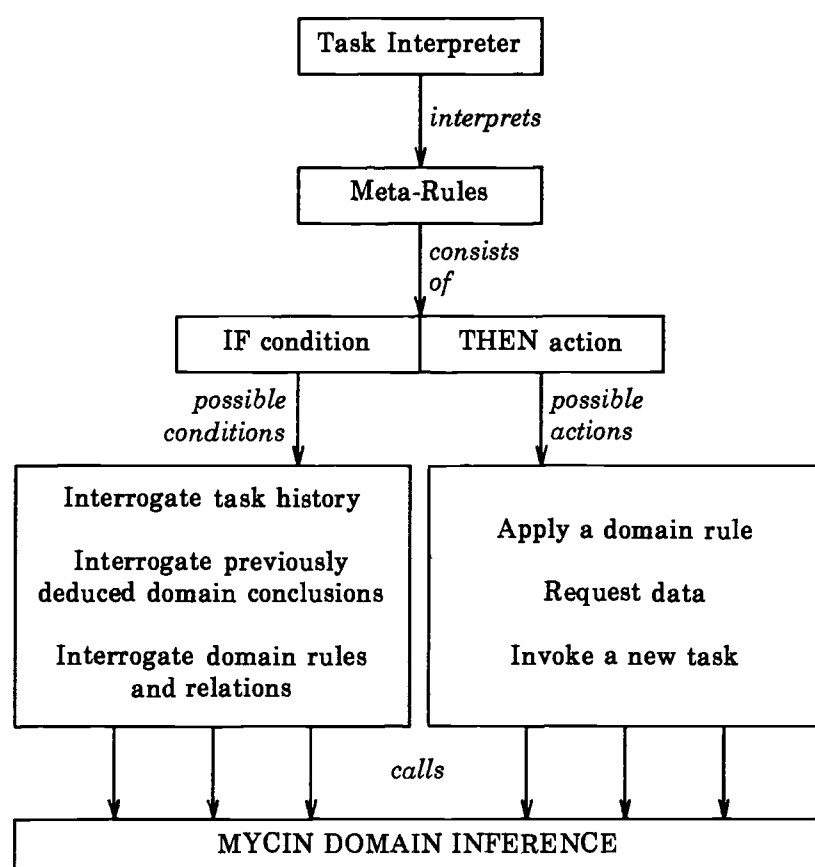 Task Interpreter
interprets
Meta-Rules
consists
of
IF condition
THEN action
possible
conditions
possible
actions
Interrogate task history
Interrogate previously
deduced domain conclusions
Interrogate domain rules
and relations
Apply a domain rule
Request data
Invoke a new task
calls
MYCIN DOMAIN INFERENCE